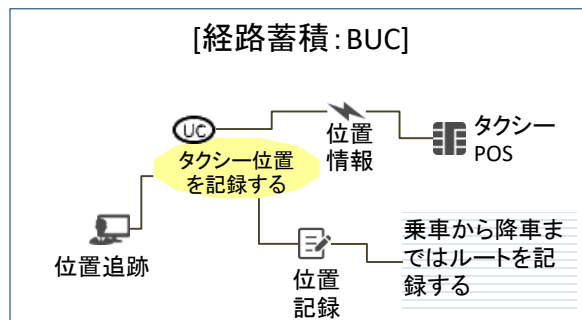 [経路蓄積:BUC]
UC
タクシー位置
を記録する
位置
情報
タクシー
POS
位置追跡
位置
記録
乗車から降車ま
ではルートを記
録する